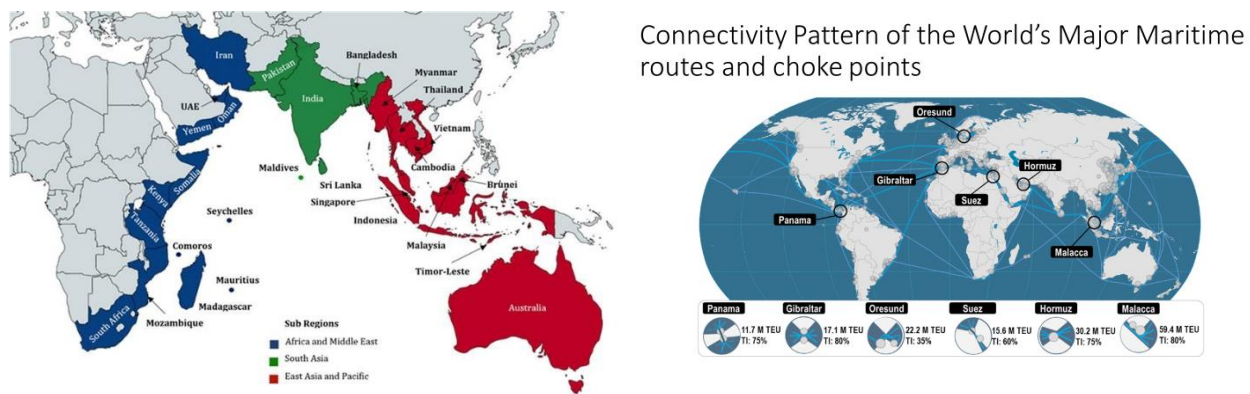 Iran
Pakistan
India
Bangladesh
Myanmar
Thailand
Vietnam
UAE
Oman
Yemen
Maldives
Cambodia
Sri Lanka
Singapore
Brunei
Somalia
Kenya
Tanzania
Seychelles
Indonesia
Malaysia
Comoros
Timor-Leste
Mauritius
Madagascar
Mozambique
South Africa
Australia
Sub Regions
Africa and Middle East
South Asia
East Asia and Pacific
Connectivity Pattern of the World’s Major Maritime
routes and choke points
Oresund
Hormuz
Gibraltar
Suez
Panama
Malacca
Panama
11.7 M TEU
TI: 75%
Gibraltar
17.1 M TEU
TI: 80%
Oresund
22.2 M TEU
TI: 35%
Suez
15.6 M TEU
TI: 60%
Hormuz
30.2 M TEU
TI: 75%
Malacca
59.4 M TEU
TI: 80%